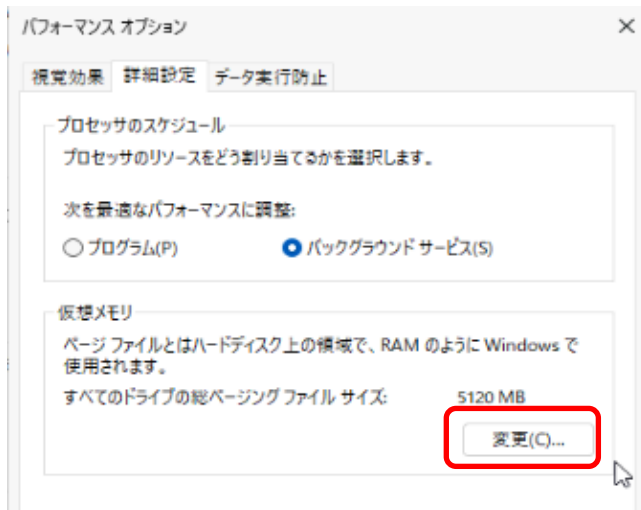 パフォーマンス オプション
視覚効果 詳細設定 データ実行防止
プロセッサのスケジュール
プロセッサのリソースをどう割り当てるかを選択します。
次を最適なパフォーマンスに調整:
プログラム(P) バックグラウンド サービス(S)
仮想メモリ
ページ ファイルとはハードディスク上の領域で、RAM のように Windows で
使用されます。
すべてのドライブの総ページング ファイル サイズ: 5120 MB
変更(C)...